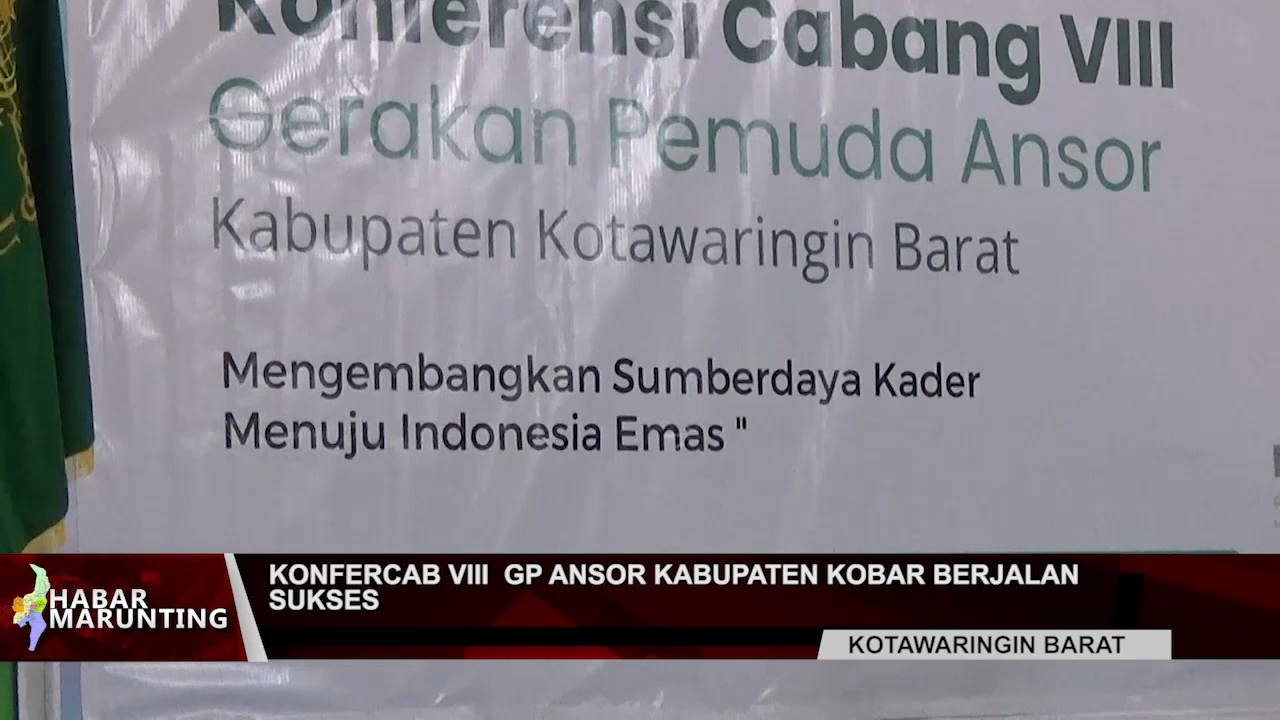 Konferensi Cabang VIII
Gerakan Pemuda Ansor
Kabupaten Kotawaringin Barat
Mengembangkan Sumberdaya Kader
Menuju Indonesia Emas "
HABAR
MARUNTING
KONFERCAB VIII  GP ANSOR KABUPATEN KOBAR BERJALAN
SUKSES
KOTAWARINGIN BARAT